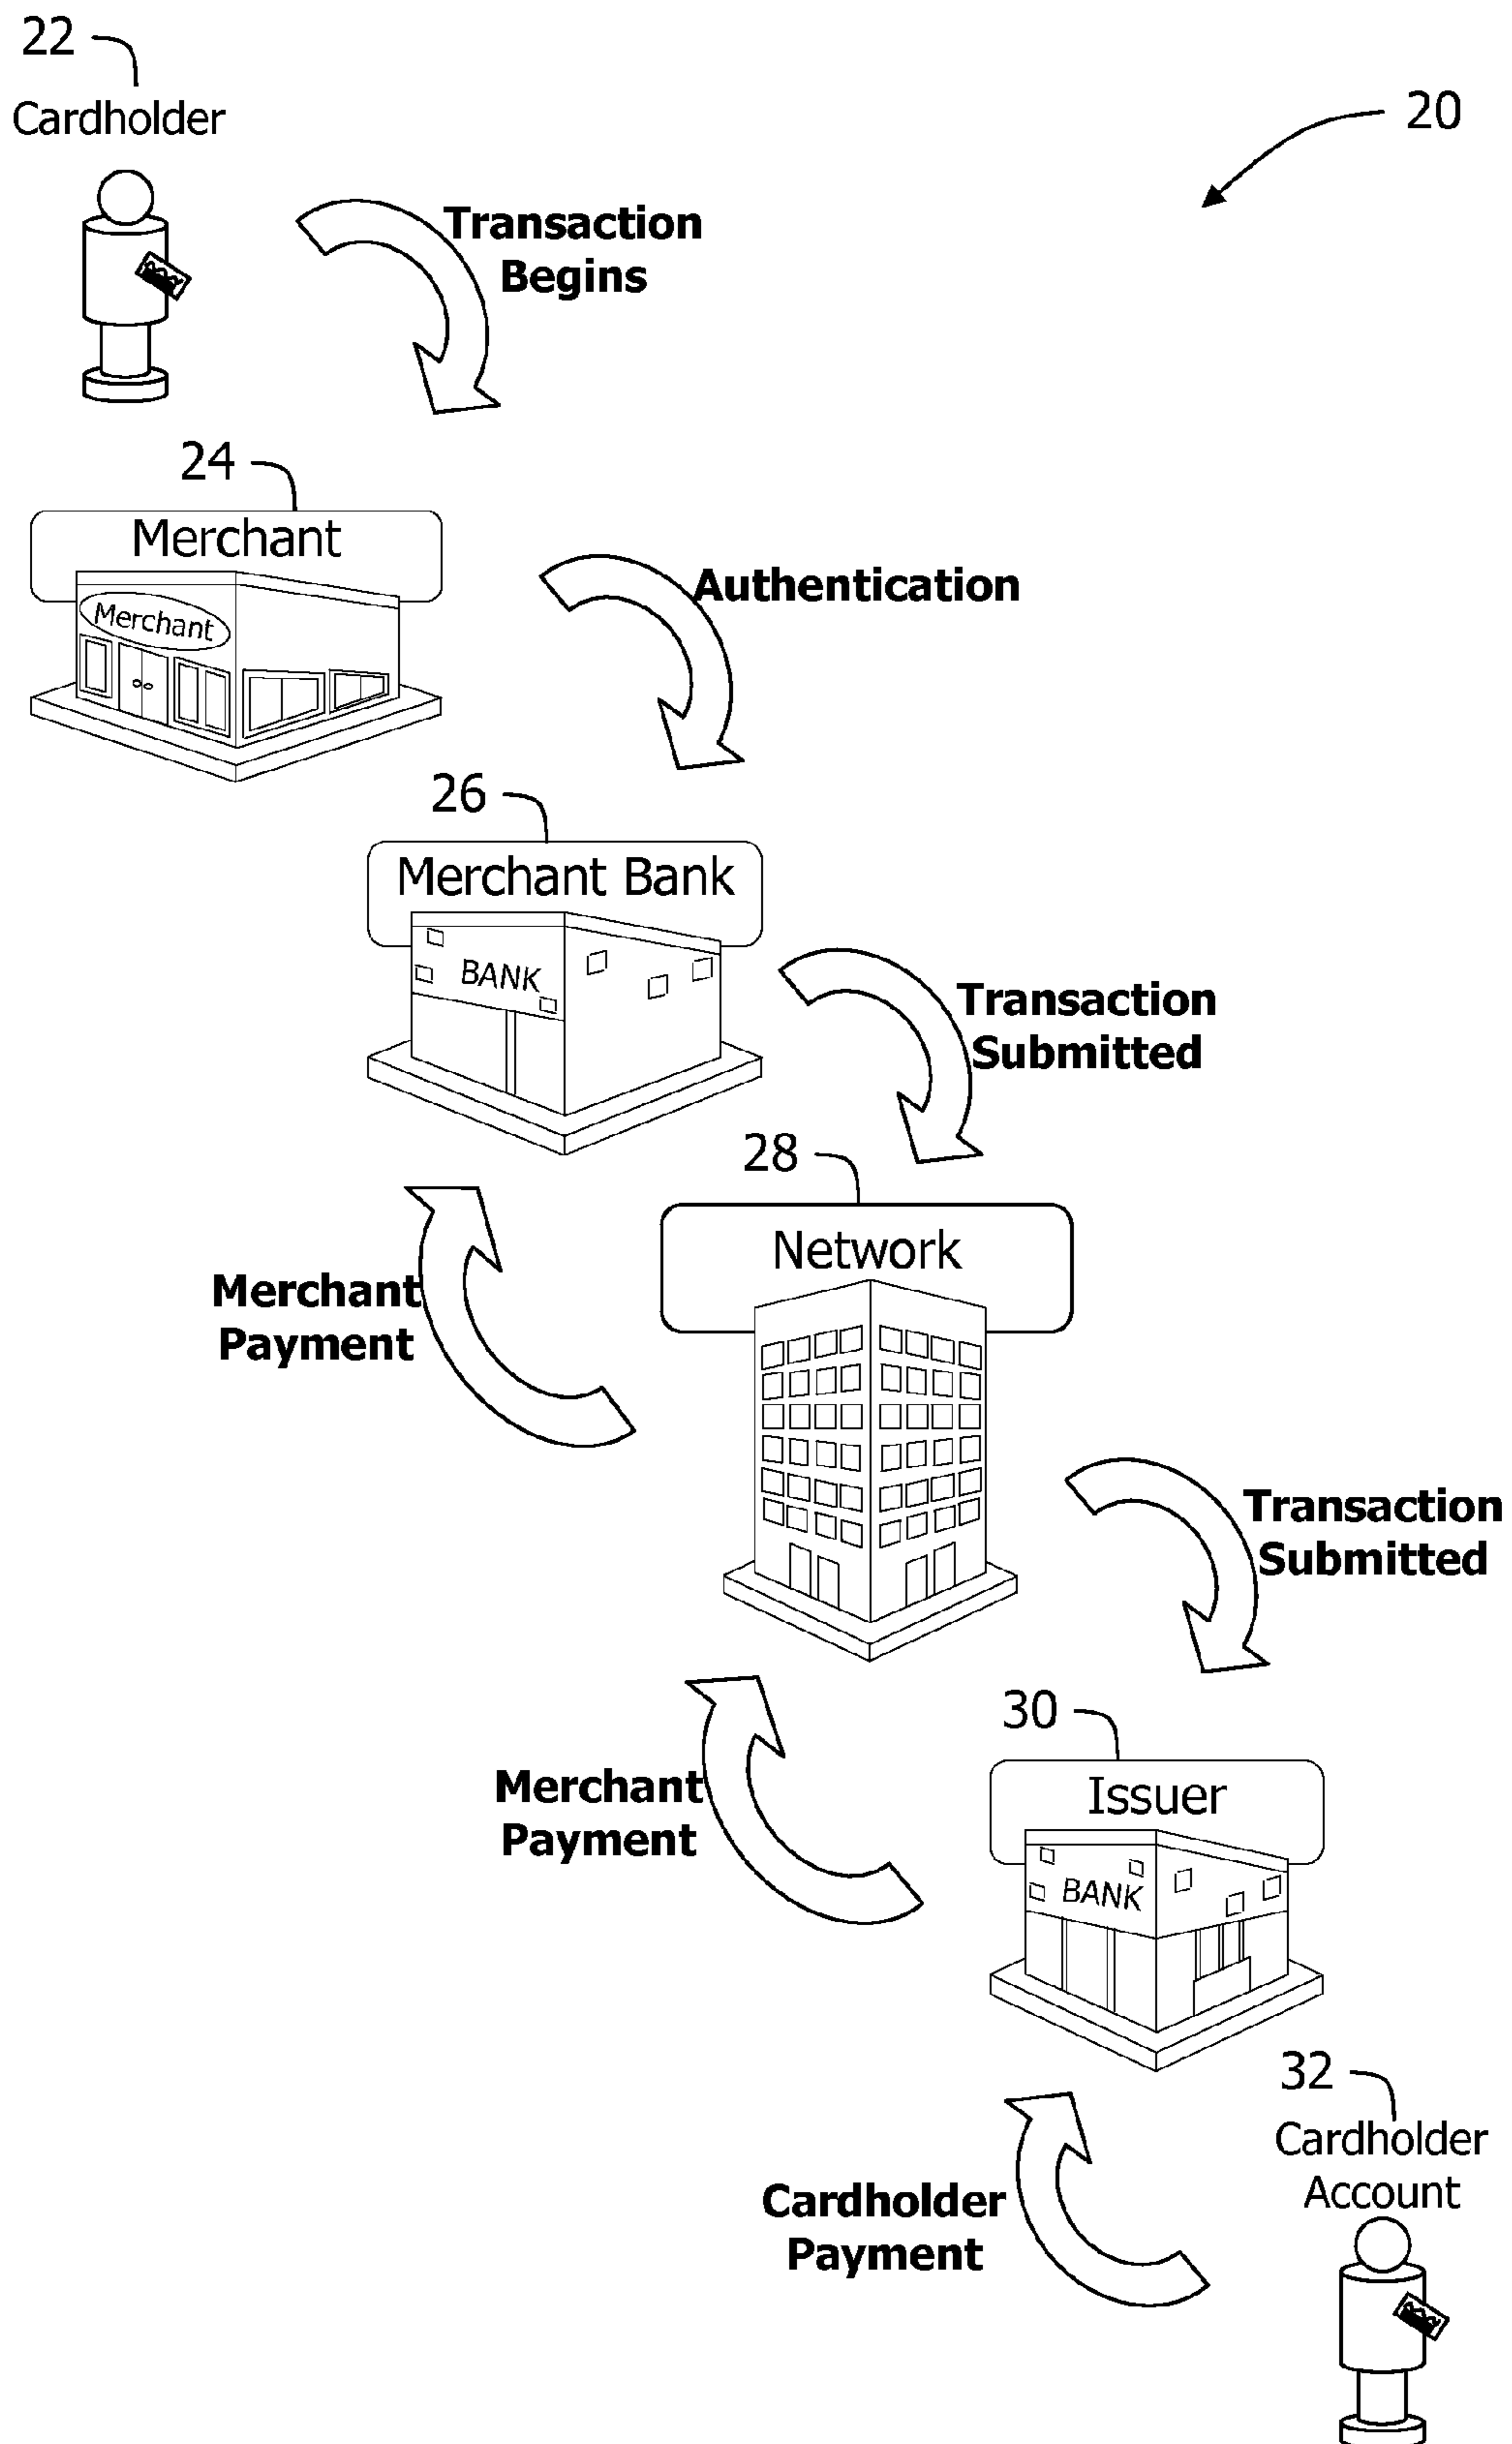 22
Cardholder
20
Transaction
Begins
24
Merchant
Merchant
Authentication
26
Merchant Bank
BANK
Transaction
Submitted
28
Network
Merchant
Payment
Transaction
Submitted
30
Issuer
BANK
Merchant
Payment
32
Cardholder
Account
Cardholder
Payment